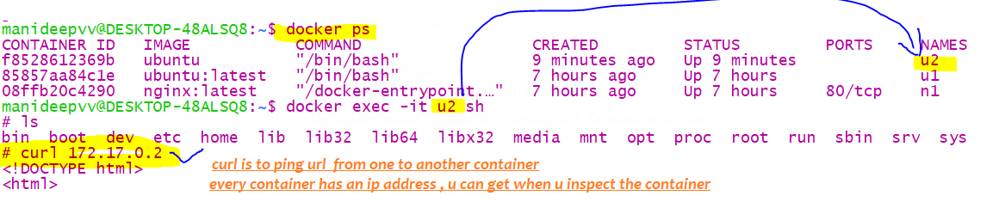 manideepvv@DESKTOP-48ALSQ8:~$ docker ps
CONTAINER ID   IMAGE           COMMAND                  CREATED         STATUS         PORTS     NAMES
f8528612369b   ubuntu          "/bin/bash"              9 minutes ago   Up 9 minutes             u2
85857aa84c1e   ubuntu:latest   "/bin/bash"              7 hours ago     Up 7 hours               u1
08ffb20c4290   nginx:latest    "/docker-entrypoint.…"   7 hours ago     Up 7 hours     80/tcp    n1
manideepvv@DESKTOP-48ALSQ8:~$ docker exec -it u2 sh
# ls
bin  boot  dev  etc  home  lib  lib32  lib64  libx32  media  mnt  opt  proc  root  run  sbin  srv  sys
# curl 172.17.0.2
curl is to ping url  from one to another container
<!DOCTYPE html>
<html>
every container has an ip address , u can get when u inspect the container